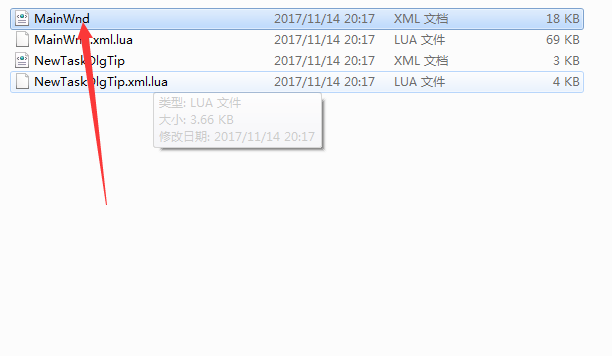 MainWnd 2017/11/14 20:17 XML 文档 18 KB
MainWnd.xml.lua 2017/11/14 20:17 LUA 文件 69 KB
NewTaskDlgTip 2017/11/14 20:17 XML 文档 3 KB
NewTaskDlgTip.xml.lua 2017/11/14 20:17 LUA 文件 4 KB
类型: LUA 文件
大小: 3.66 KB
修改日期: 2017/11/14 20:17